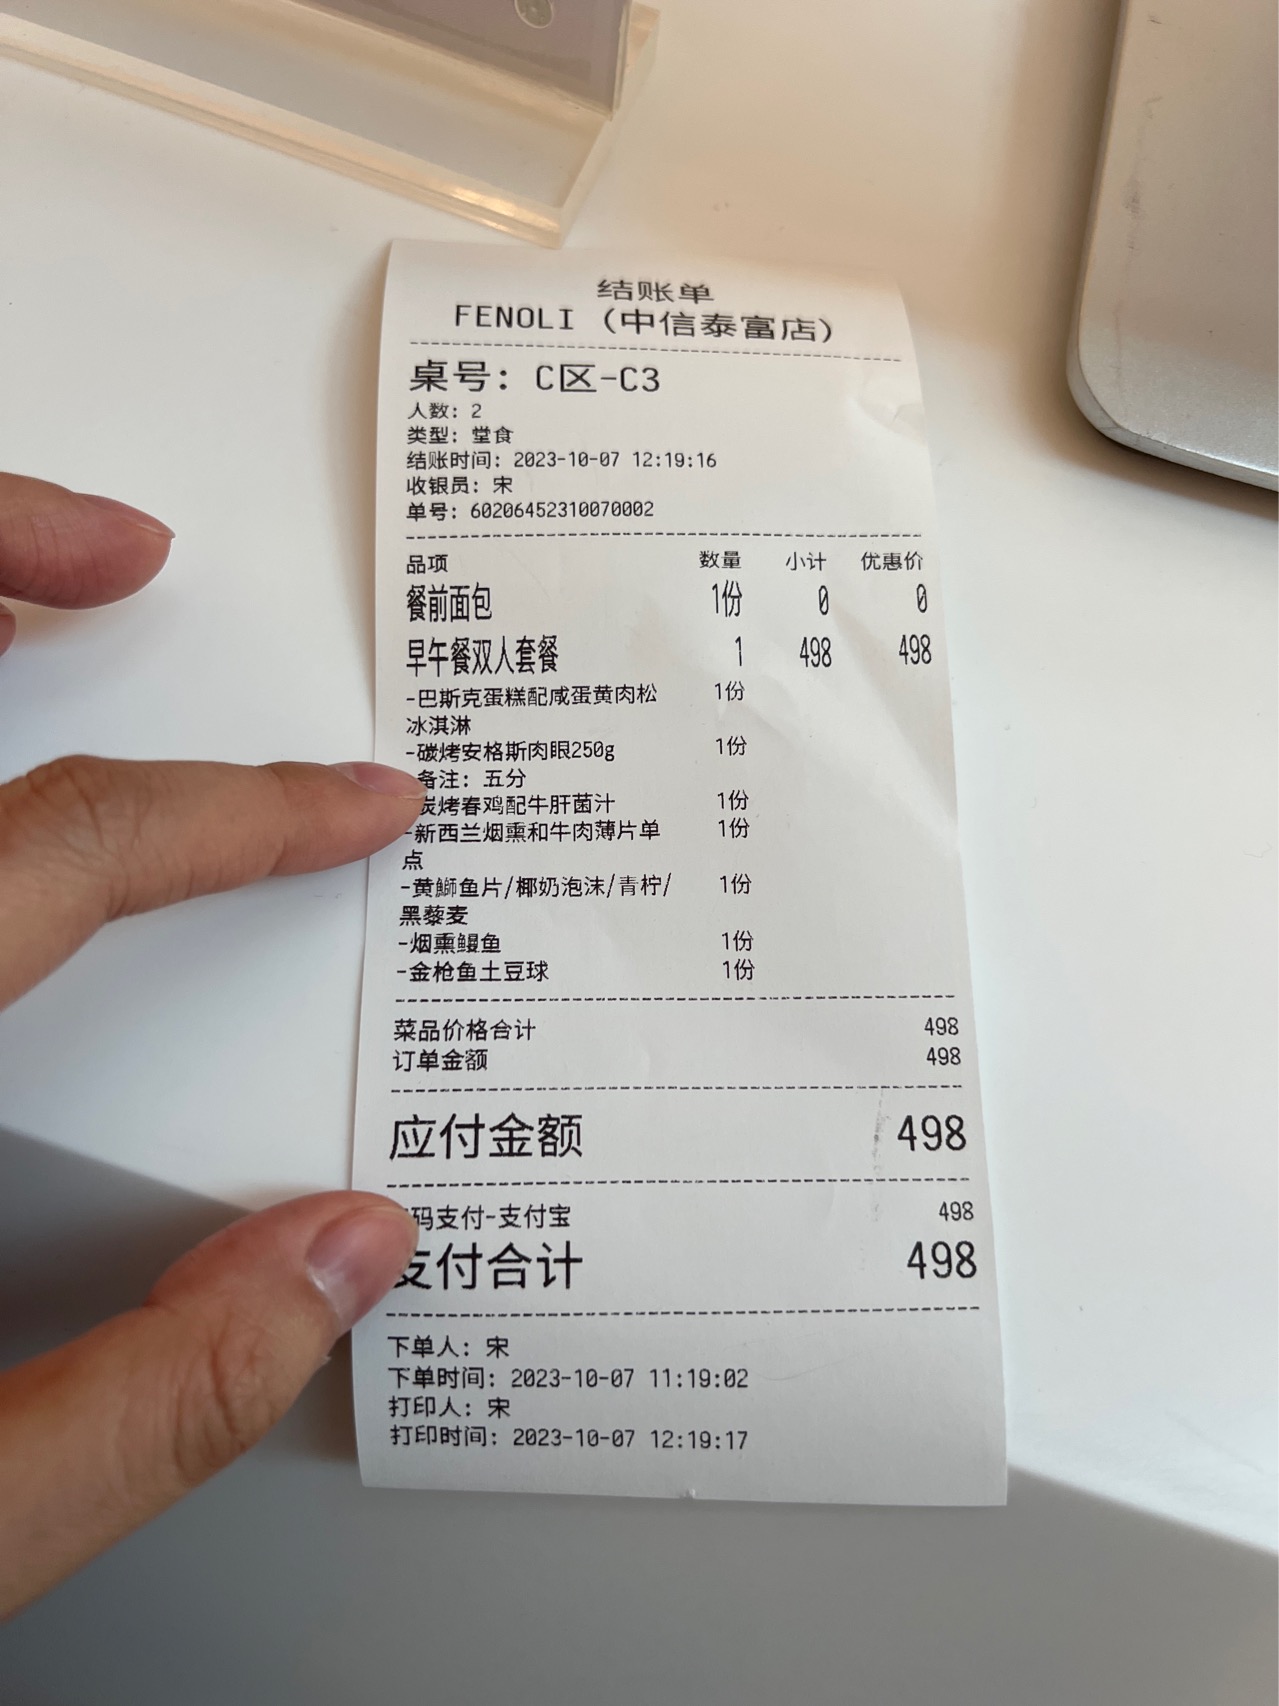 结账单
FENOLI（中信泰富店）
桌号：C区-C3
人数：2
类型：堂食
结账时间：2023-10-07 12:19:16
收银员：宋
单号：60206452310070002
品项 数量 小计 优惠价
餐前面包 1份 0 0
早午餐双人套餐 1 498 498
-巴斯克蛋糕配咸蛋黄肉松 1份
冰淇淋
-碳烤安格斯肉眼250g 1份
备注：五分
炭烤春鸡配牛肝菌汁 1份
-新西兰烟熏和牛肉薄片单 1份
点
-黄鰤鱼片/椰奶泡沫/青柠/ 1份
黑藜麦
-烟熏鳗鱼 1份
-金枪鱼土豆球 1份
菜品价格合计 498
订单金额 498
应付金额 498
码支付-支付宝 498
支付合计 498
下单人：宋
下单时间：2023-10-07 11:19:02
打印人：宋
打印时间：2023-10-07 12:19:17